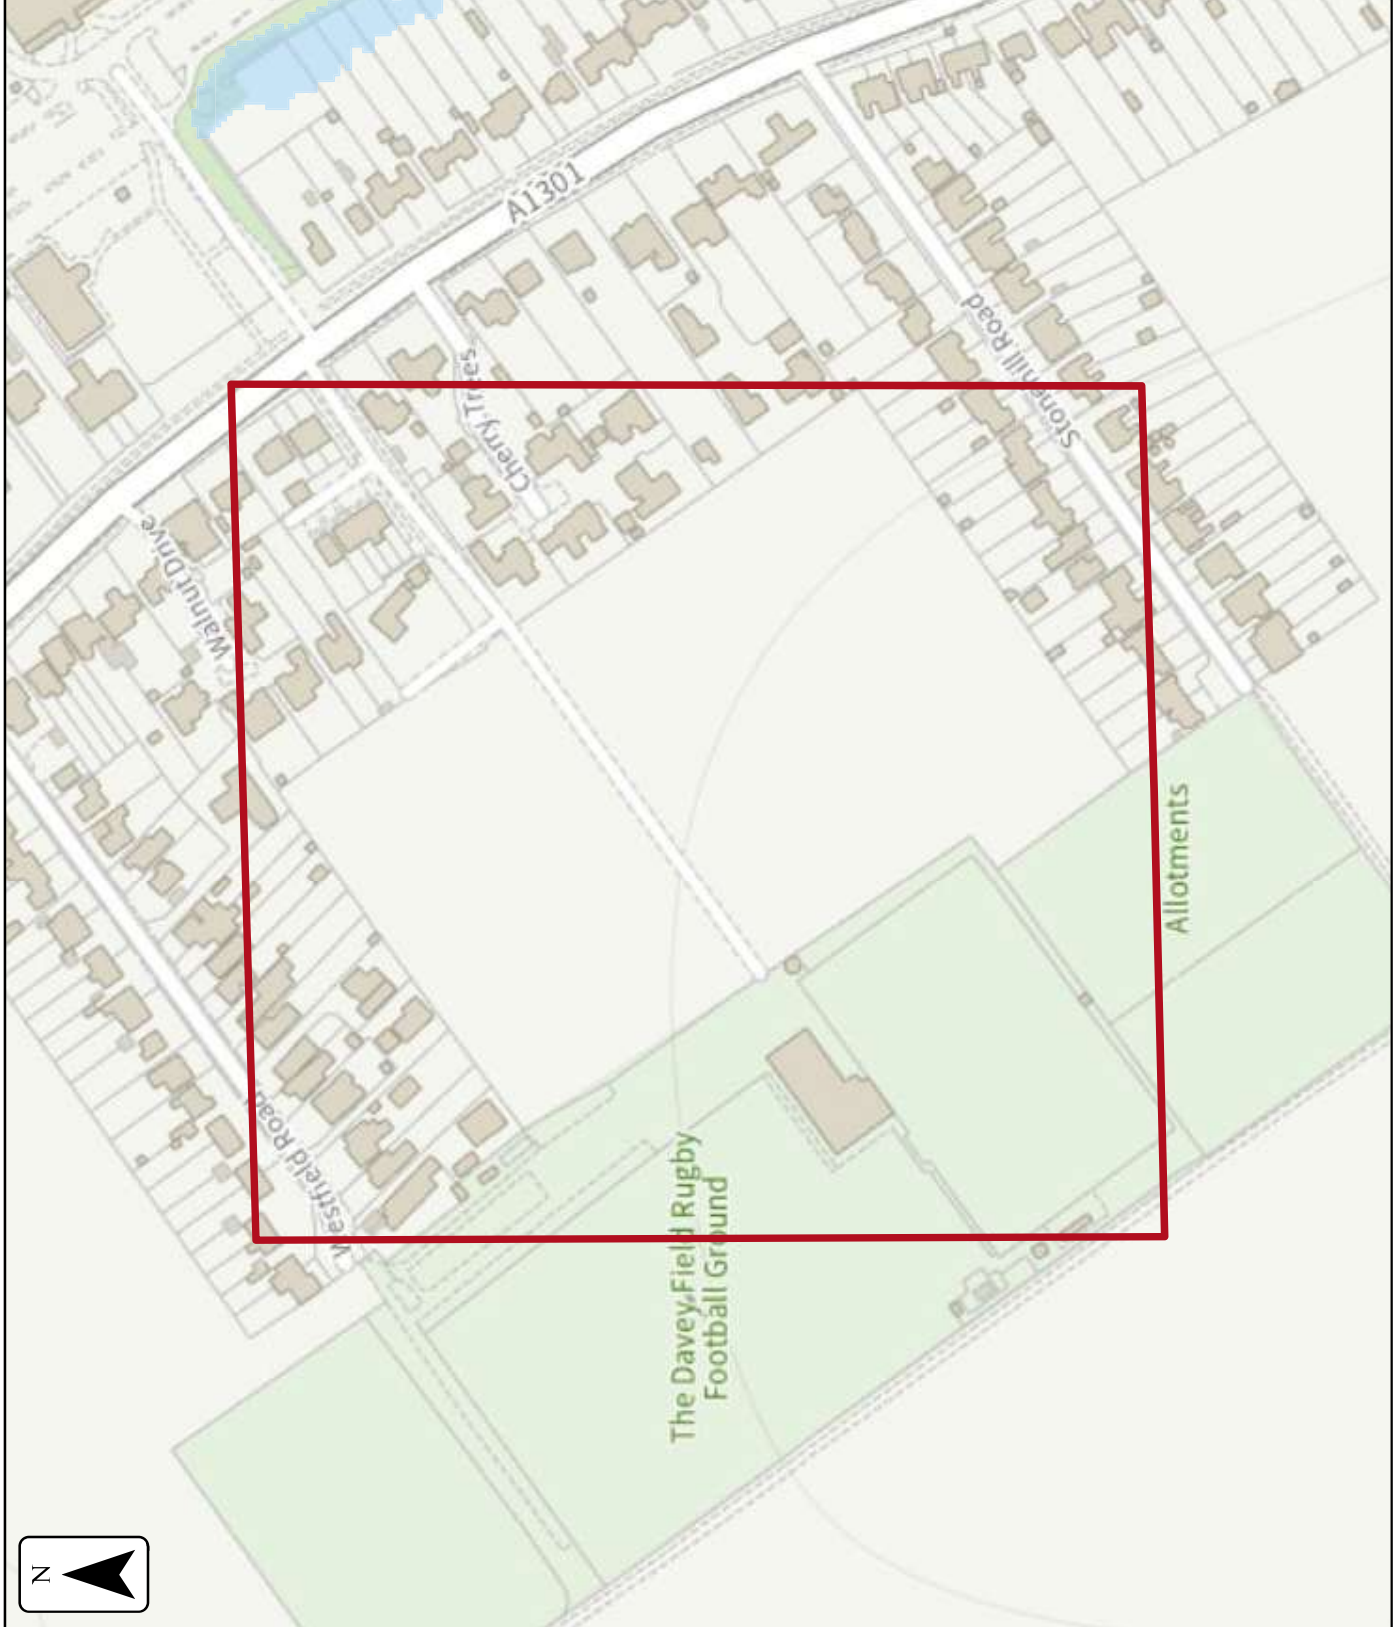 A1301
Cherry Trees
Stonehill Road
Walnut Drive
Westfield Road
Allotments
The Davey Field Rugby
Football Ground
N